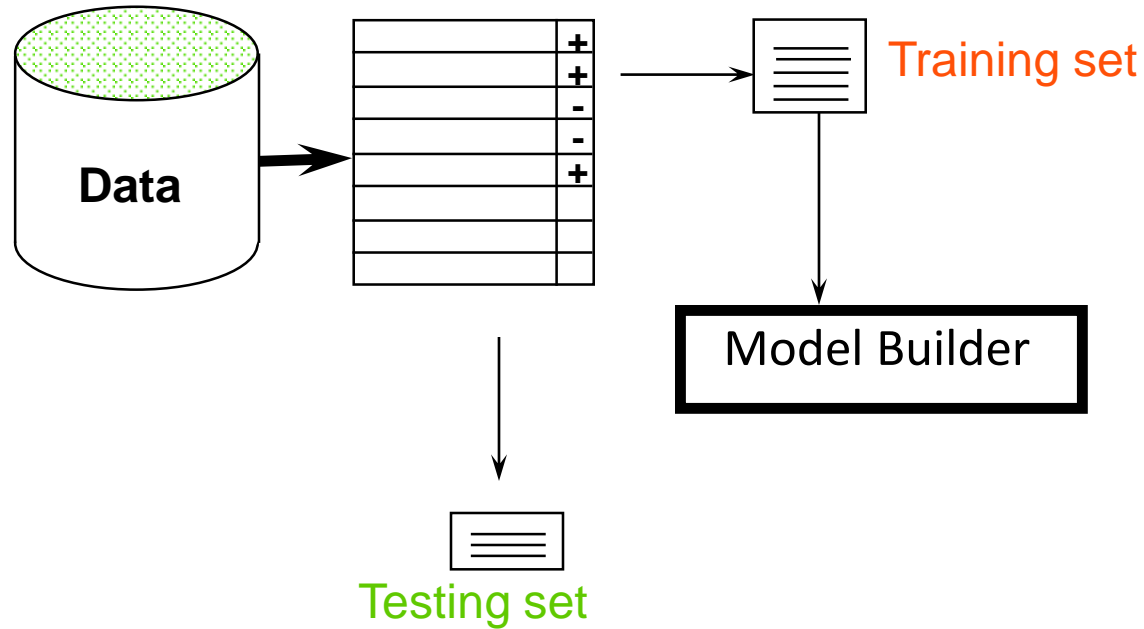 +
+
-
-
+
Training set
Data
Model Builder
Testing set